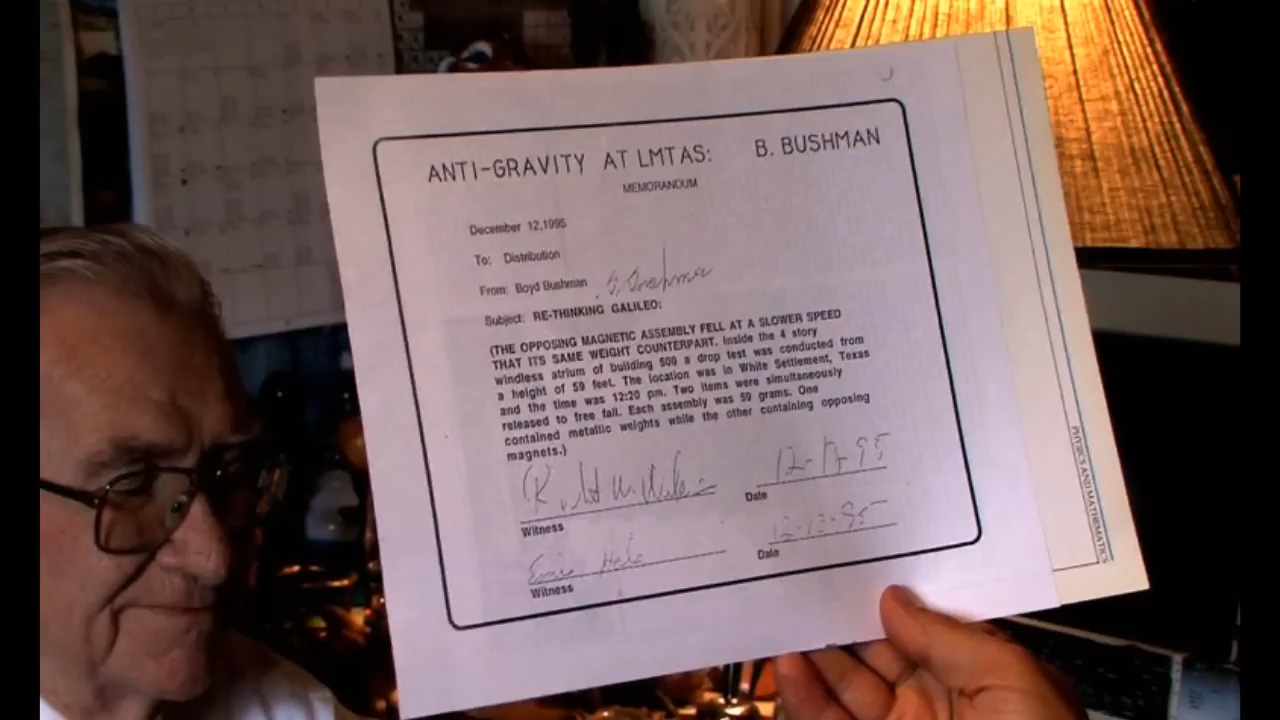 ANTI-GRAVITY AT LMTAS: B. BUSHMAN
MEMORANDUM
December 12,1995
To: Distribution
From: Boyd Bushman B. Bushman
Subject: RE-THINKING GALILEO:
(THE OPPOSING MAGNETIC ASSEMBLY FELL AT A SLOWER SPEED
THAT ITS SAME WEIGHT COUNTERPART. Inside the 4 story
windless atrium of building 500 a drop test was conducted from
a height of 59 feet. The location was in White Settlement, Texas
and the time was 12:20 pm. Two items were simultaneously
released to free fall. Each assembly was 59 grams. One
contained metallic weights while the other containing opposing
magnets.)
12-12-95
Witness Date
12-12-95
Witness Date
PHYSICS AND MATHEMATICS